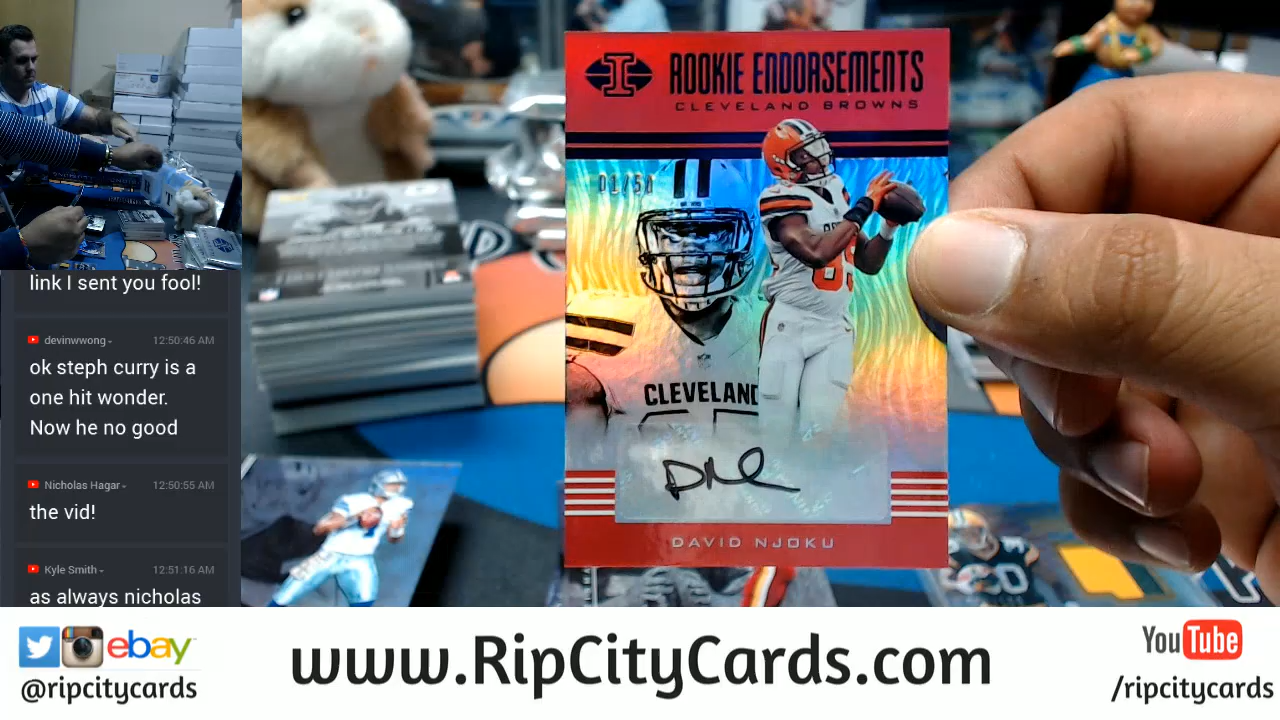 link I sent you fool!
devinwwong
12:50:46 AM
ok steph curry is a
one hit wonder.
Now he no good
Nicholas Hagar
12:50:55 AM
the vid!
Kyle Smith
12:51:16 AM
as always nicholas
I ROOKIE ENDORSEMENTS
CLEVELAND BROWNS
01/50
CLEVELAND
DAVID NJOKU
ebay
@ripcitycards
www.RipCityCards.com
YouTube
/ripcitycards